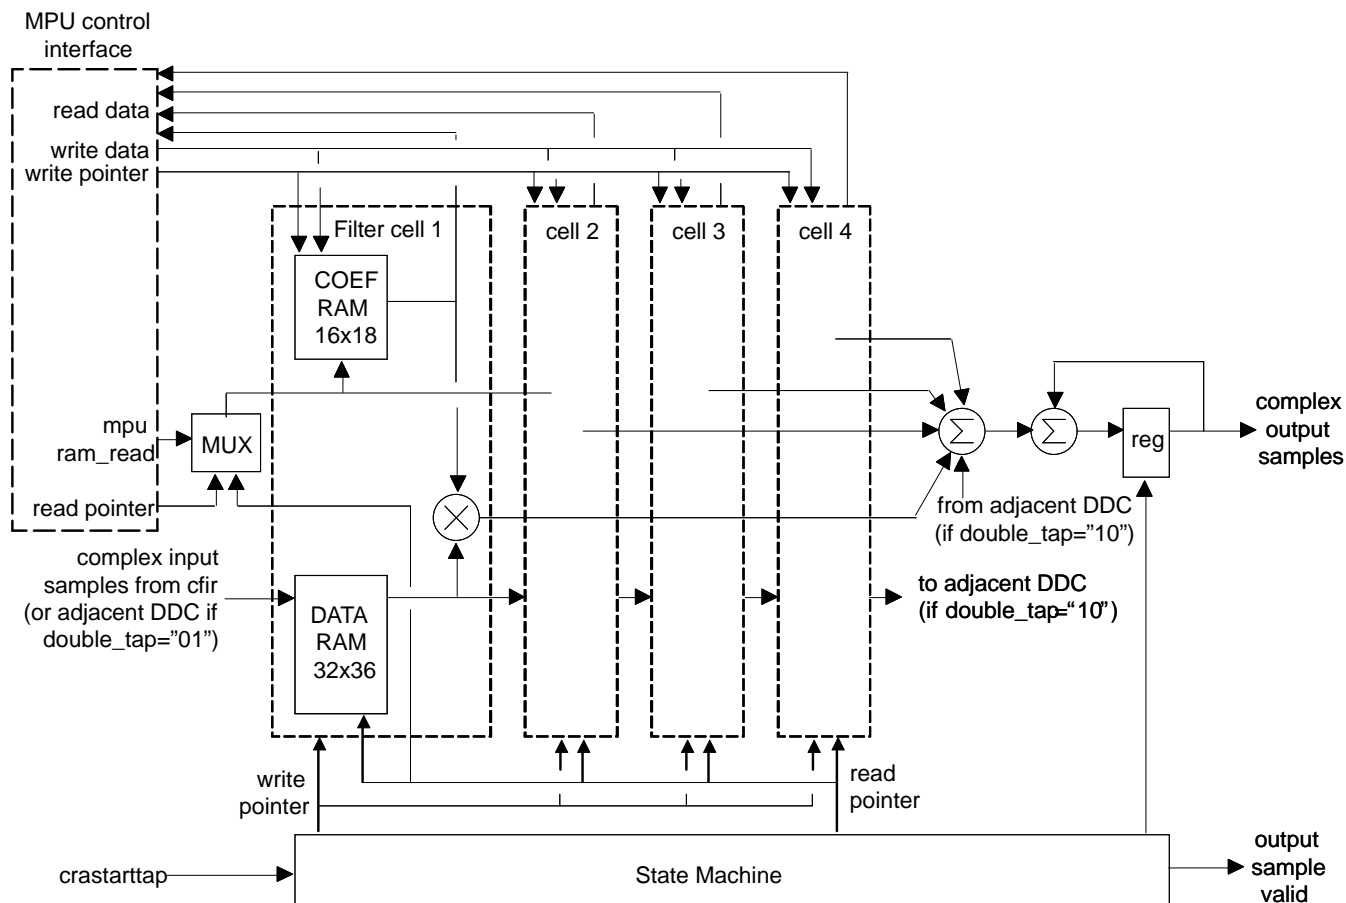 MPU control
interface
read data
write data
write pointer
Filter cell 1
cell 2
cell 3
cell 4
COEF
RAM
16x18
mpu
ram_read
MUX
read pointer
Σ
Σ
reg
complex
output
samples
from adjacent DDC
(if double_tap="10")
complex input
samples from cfir
(or adjacent DDC if
double_tap="01")
DATA
RAM
32x36
to adjacent DDC
(if double_tap="10")
write
pointer
read
pointer
crastarttap
State Machine
output
sample
valid